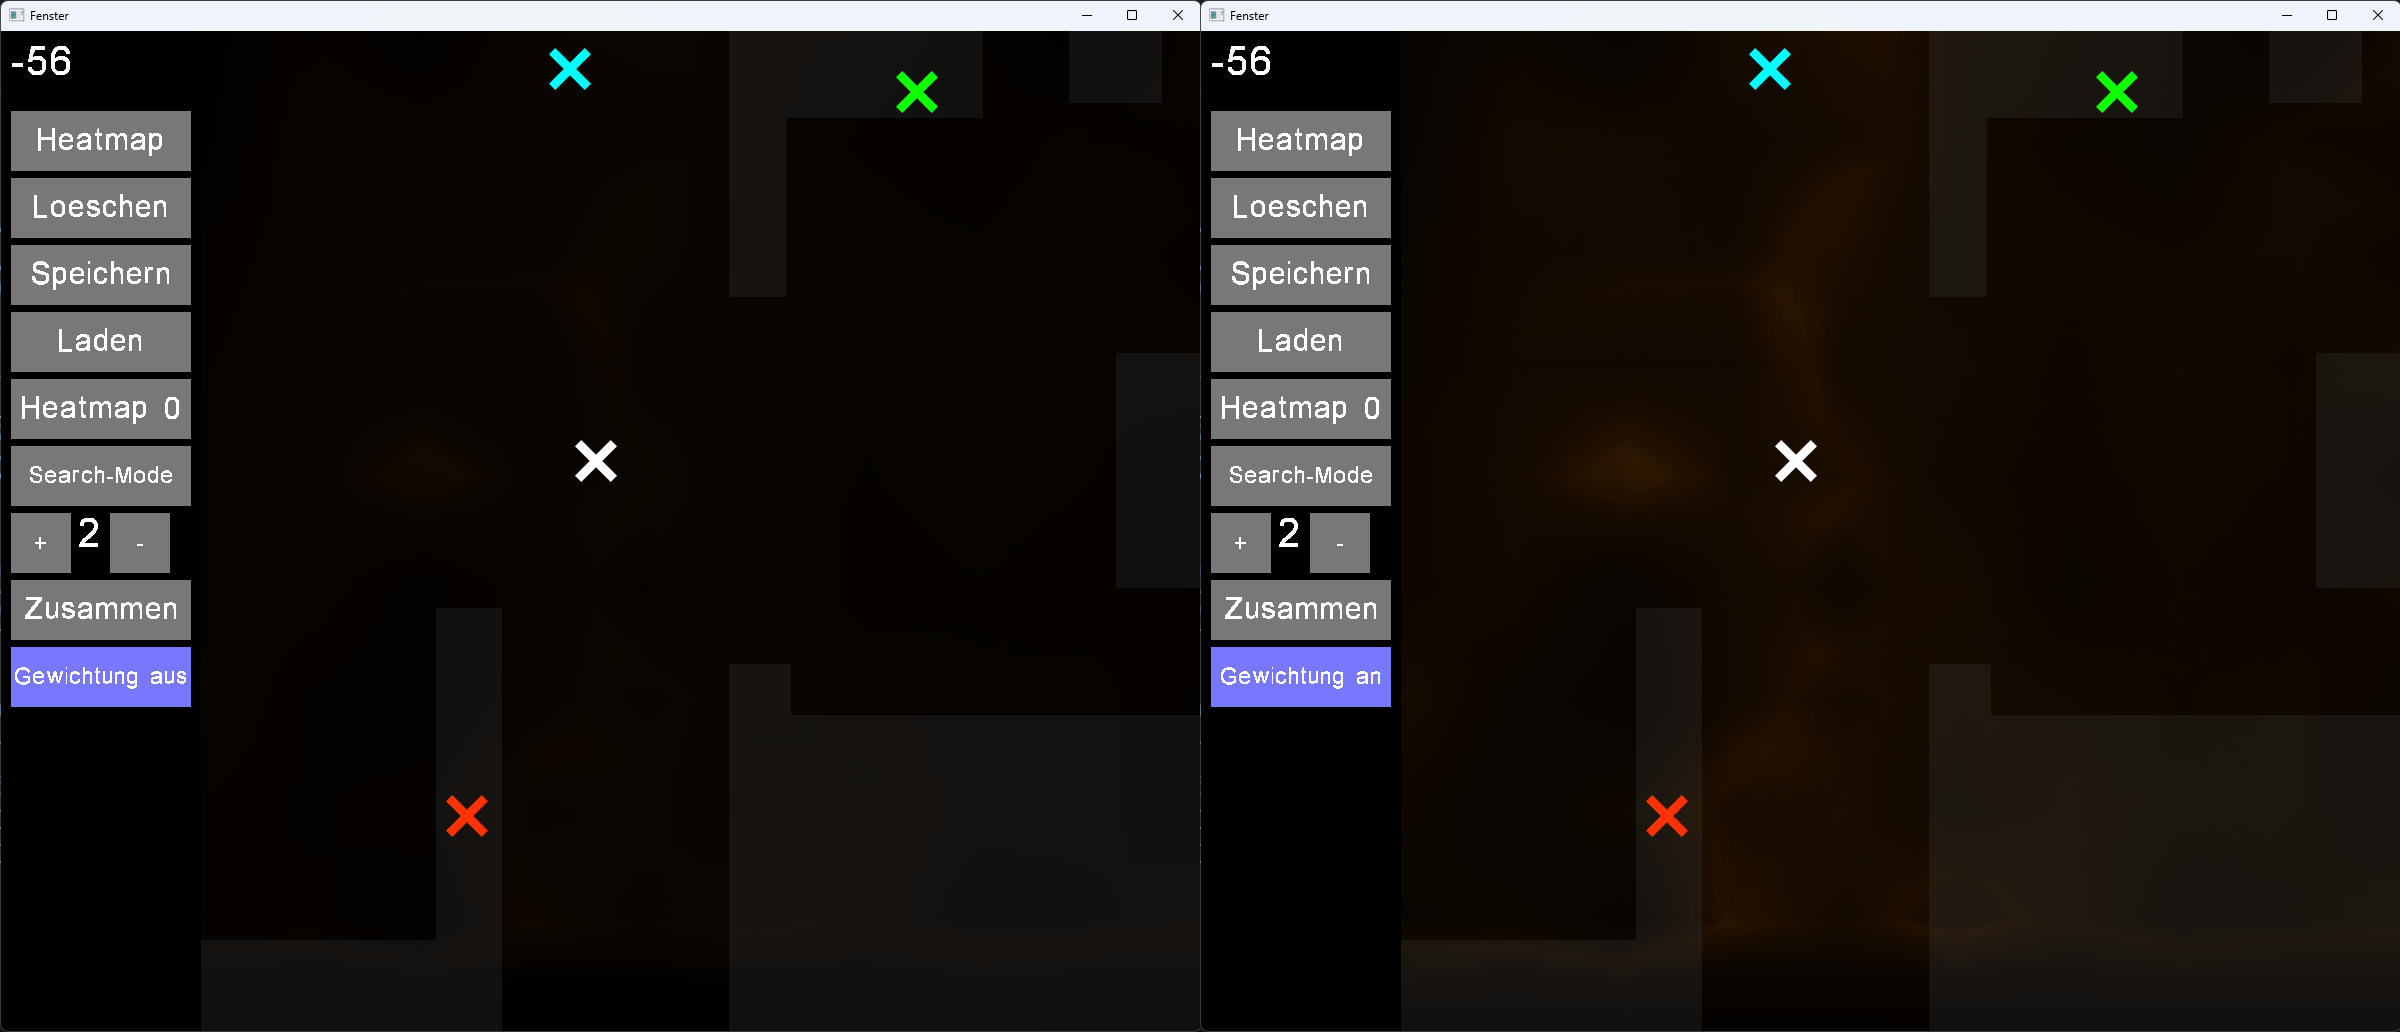 Fenster
-56
Heatmap
Loeschen
Speichern
Laden
Heatmap 0
Search-Mode
+ 2 -
Zusammen
Gewichtung aus
Fenster
-56
Heatmap
Loeschen
Speichern
Laden
Heatmap 0
Search-Mode
+ 2 -
Zusammen
Gewichtung an